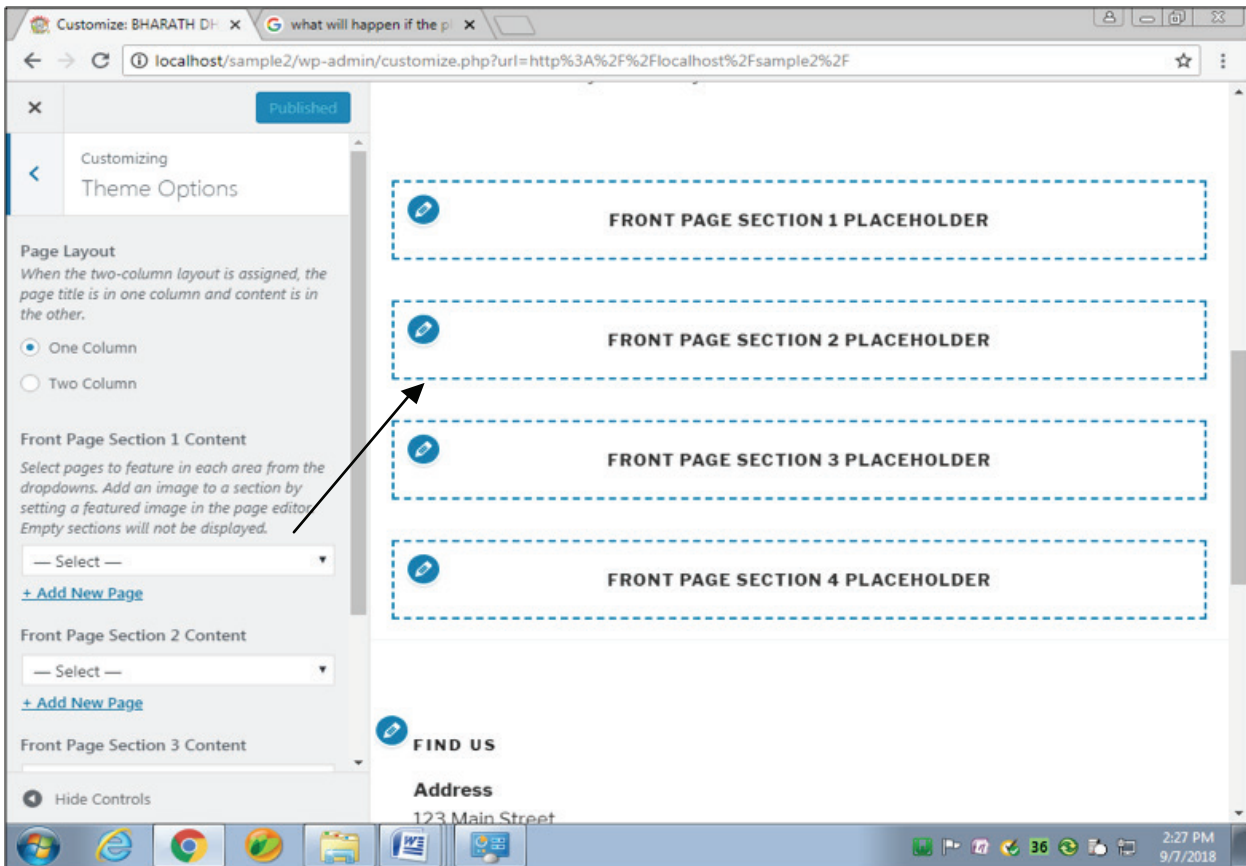 Customize: BHARATH DH
what will happen if the pl
localhost/sample2/wp-admin/customize.php?url=http%3A%2F%2Flocalhost%2Fsample2%2F
Published
Customizing
Theme Options
Page Layout
When the two-column layout is assigned, the
page title is in one column and content is in
the other.
One Column
Two Column
Front Page Section 1 Content
Select pages to feature in each area from the
dropdowns. Add an image to a section by
setting a featured image in the page editor.
Empty sections will not be displayed.
— Select —
+ Add New Page
Front Page Section 2 Content
— Select —
+ Add New Page
Front Page Section 3 Content
Hide Controls
FRONT PAGE SECTION 1 PLACEHOLDER
FRONT PAGE SECTION 2 PLACEHOLDER
FRONT PAGE SECTION 3 PLACEHOLDER
FRONT PAGE SECTION 4 PLACEHOLDER
FIND US
Address
123 Main Street
36
2:27 PM
9/7/2018